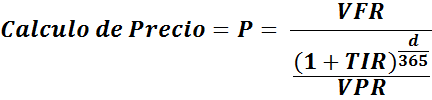 Calculo de Precio = P = VFR
(1 + TIR)^(d/365)
VPR